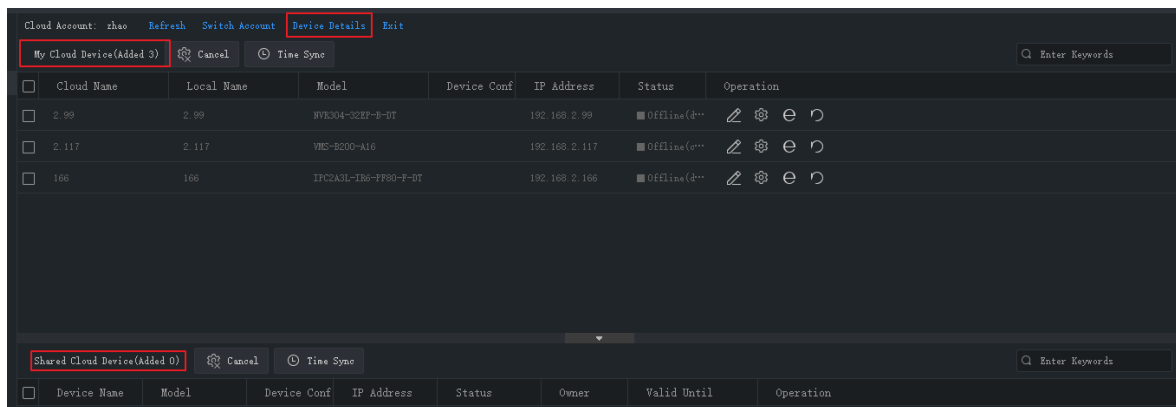 Cloud Account: zhao Refresh Switch Account Device Details Exit
My Cloud Device(Added 3) Cancel Time Sync Enter Keywords
Cloud Name Local Name Model Device Conf IP Address Status Operation
2.99 2.99 NVR304-32EP-B-DT 192.168.2.99 Offline(d···
2.117 2.117 VMS-B200-A16 192.168.2.117 Offline(c···
166 166 IPC2A3L-IR6-PF80-F-DT 192.168.2.166 Offline(d···
Shared Cloud Device(Added 0) Cancel Time Sync Enter Keywords
Device Name Model Device Conf IP Address Status Owner Valid Until Operation